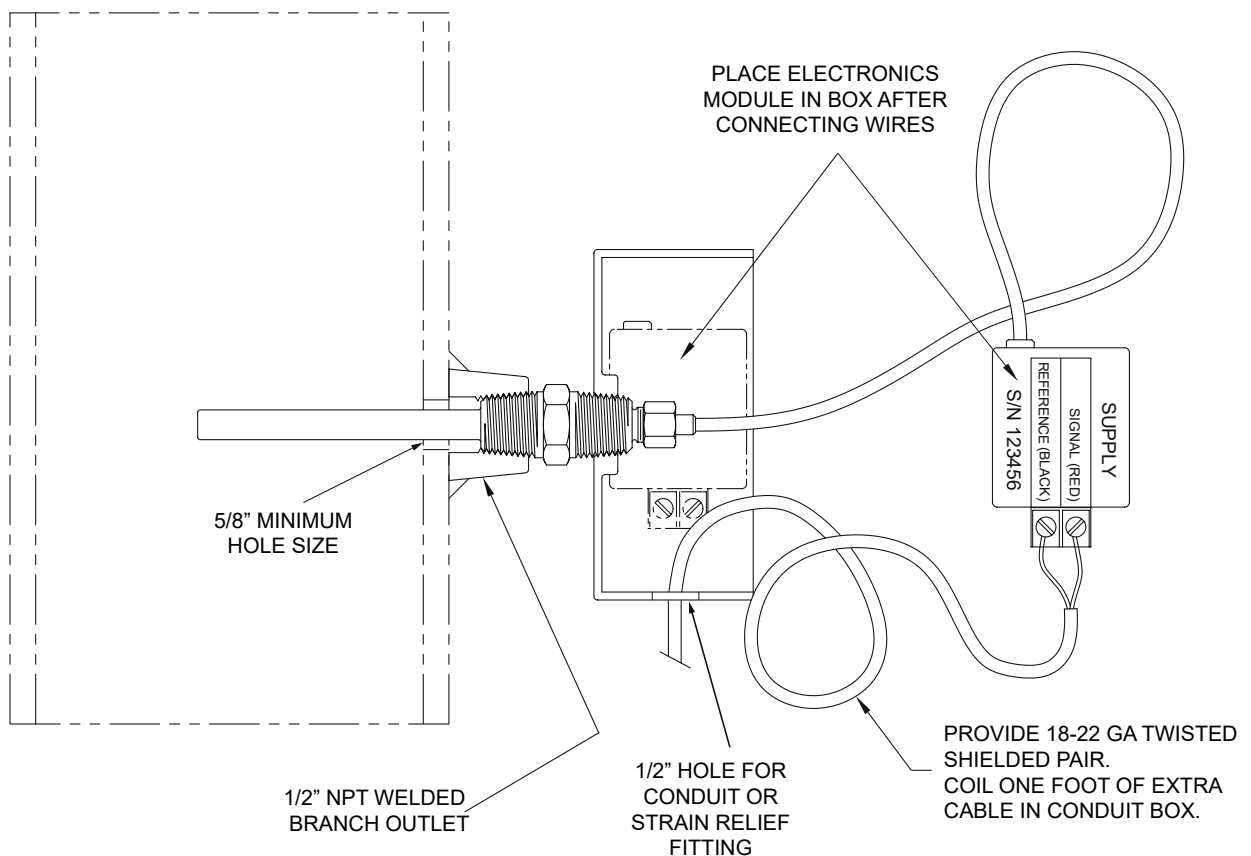 PLACE ELECTRONICS
MODULE IN BOX AFTER
CONNECTING WIRES
SUPPLY
SIGNAL (RED)
REFERENCE (BLACK)
S/N 123456
5/8” MINIMUM
HOLE SIZE
1/2” NPT WELDED
BRANCH OUTLET
1/2” HOLE FOR
CONDUIT OR
STRAIN RELIEF
FITTING
PROVIDE 18-22 GA TWISTED
SHIELDED PAIR.
COIL ONE FOOT OF EXTRA
CABLE IN CONDUIT BOX.